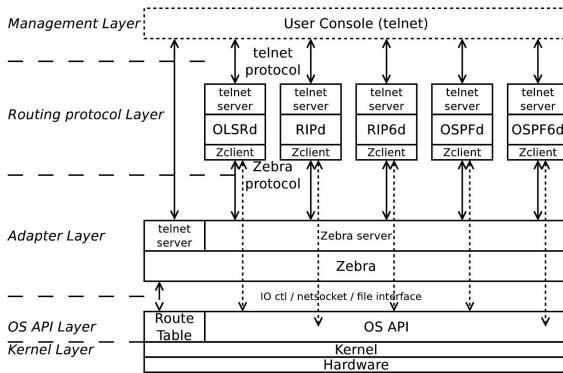 Management Layer
User Console (telnet)
telnet protocol
Routing protocol Layer
telnet server
telnet server
telnet server
telnet server
telnet server
OLSRd
RIPd
RIP6d
OSPFd
OSPF6d
Zclient
Zclient
Zclient
Zclient
Zclient
Zebra protocol
Adapter Layer
telnet server
Zebra server
Zebra
IO ctl / netsocket / file interface
OS API Layer
Route Table
OS API
Kernel Layer
Kernel
Hardware